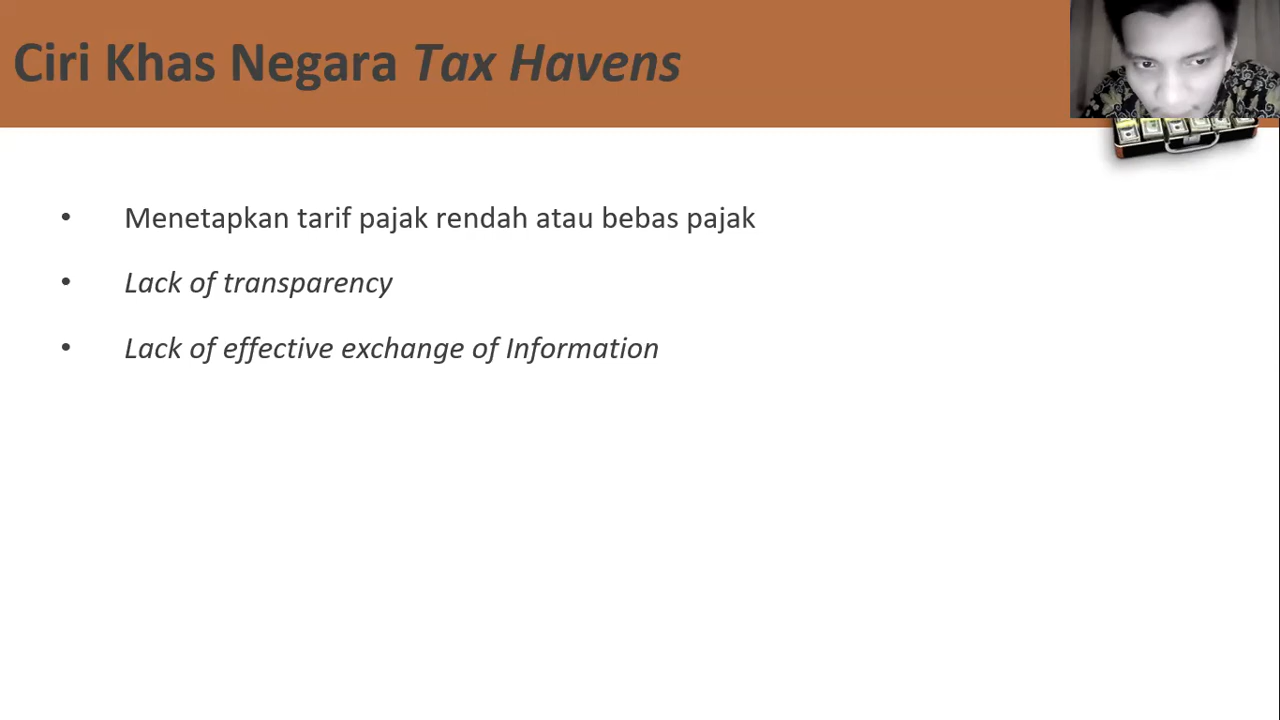 Ciri Khas Negara Tax Havens
• Menetapkan tarif pajak rendah atau bebas pajak
• Lack of transparency
• Lack of effective exchange of Information